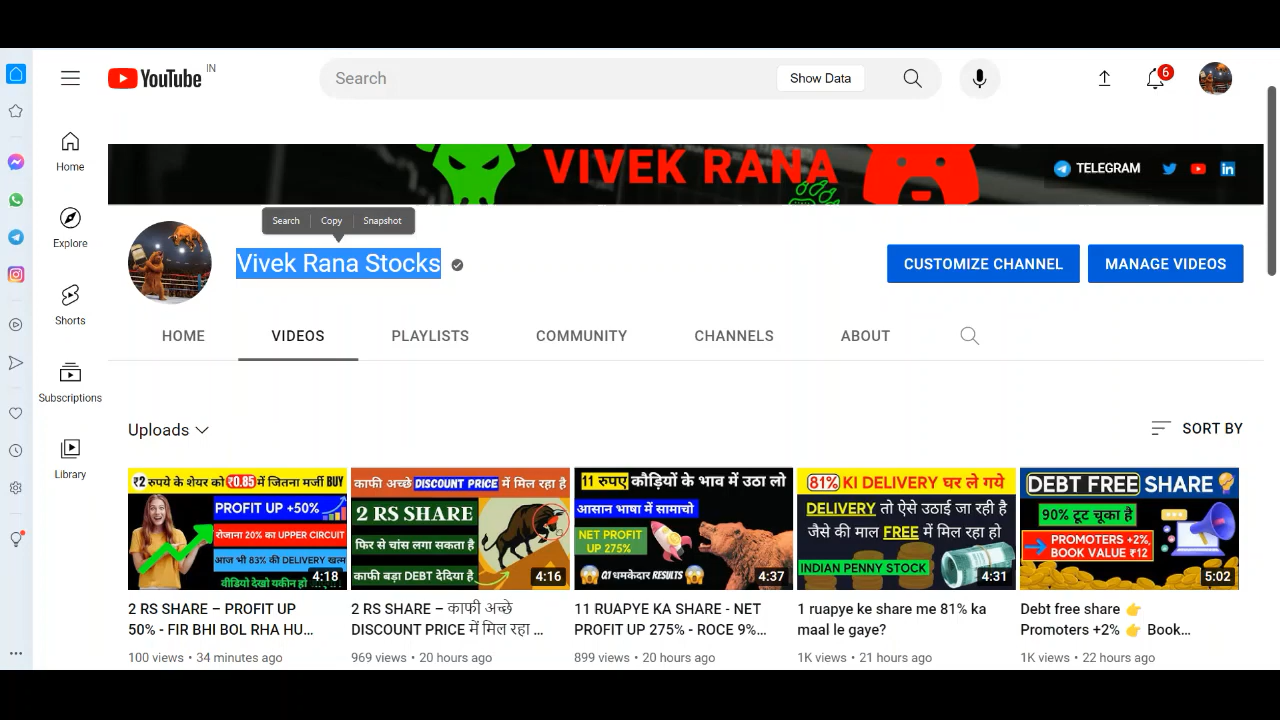 YouTube IN
Search
Show Data
6
Home
Explore
Shorts
Subscriptions
Library
VIVEK RANA
TELEGRAM
Search Copy Snapshot
Vivek Rana Stocks
CUSTOMIZE CHANNEL
MANAGE VIDEOS
HOME VIDEOS PLAYLISTS COMMUNITY CHANNELS ABOUT
Uploads
SORT BY
₹2 रुपये के शेयर को ₹0.85 में जितना मर्जी BUY
PROFIT UP +50%
रोजाना 20% का UPPER CIRCUIT
आज भी 83% की DELIVERY खत्म
वीडियो देखो यकीन हो
4:18
2 RS SHARE – PROFIT UP
50% - FIR BHI BOL RHA HU...
100 views • 34 minutes ago
काफी अच्छे DISCOUNT PRICE में मिल रहा है
2 RS SHARE
फिर से चांस लगा सकता है
काफी बड़ा DEBT देदिया है
4:16
2 RS SHARE – काफी अच्छे
DISCOUNT PRICE में मिल रहा ...
969 views • 20 hours ago
11 रुपए कौड़ियों के भाव में उठा लो
आसान भाषा में सामाचो
NET PROFIT
UP 275%
Q1 धमकेदार RESULTS
4:37
11 RUAPYE KA SHARE - NET
PROFIT UP 275% - ROCE 9%...
899 views • 20 hours ago
81% KI DELIVERY घर ले गये
DELIVERY तो ऐसे उठाई जा रही है
जैसे की माल FREE में मिल रहा हो
INDIAN PENNY STOCK
4:31
1 ruapye ke share me 81% ka
maal le gaye?
1K views • 21 hours ago
DEBT FREE SHARE
90% टूट चूका है
PROMOTERS +2%,
BOOK VALUE ₹12
5:02
Debt free share 👉
Promoters +2% 👉 Book...
1K views • 22 hours ago